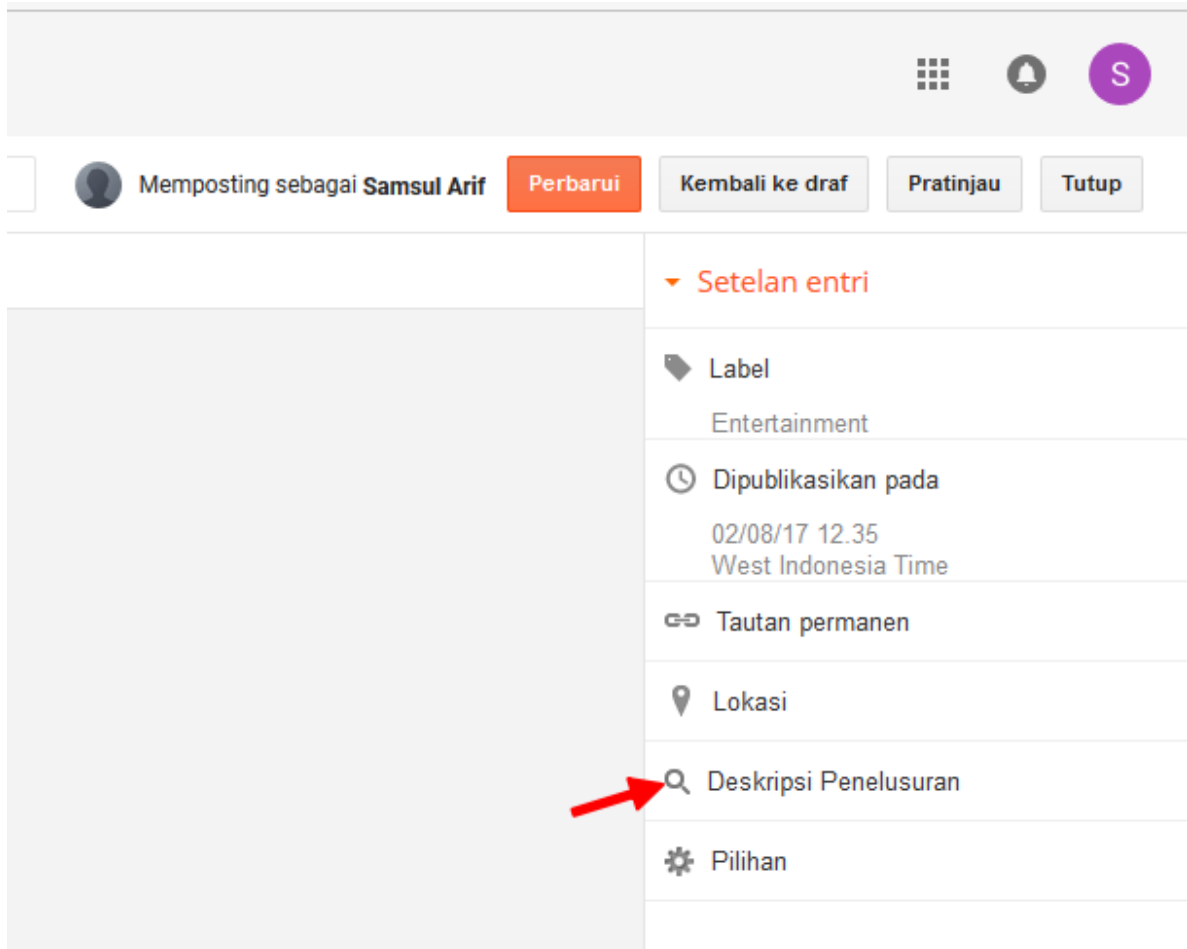 S
Memposting sebagai Samsul Arif Perbarui Kembali ke draf Pratinjau Tutup
Setelan entri
Label
Entertainment
Dipublikasikan pada
02/08/17 12.35
West Indonesia Time
Tautan permanen
Lokasi
Deskripsi Penelusuran
Pilihan